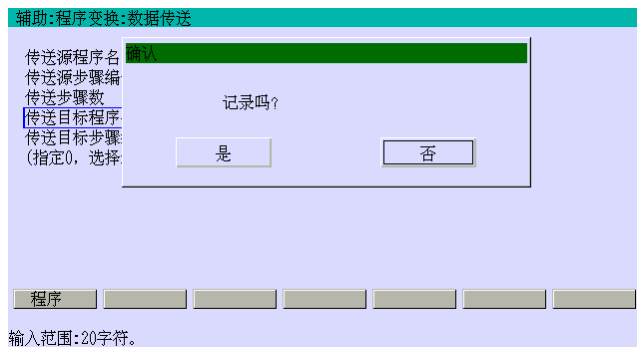 辅助:程序变换:数据传送
确认
传送源程序名
传送源步骤编
传送步骤数
记录吗?
传送目标程序
传送目标步骤
(指定0, 选择
是
否
程序
输入范围:20字符。